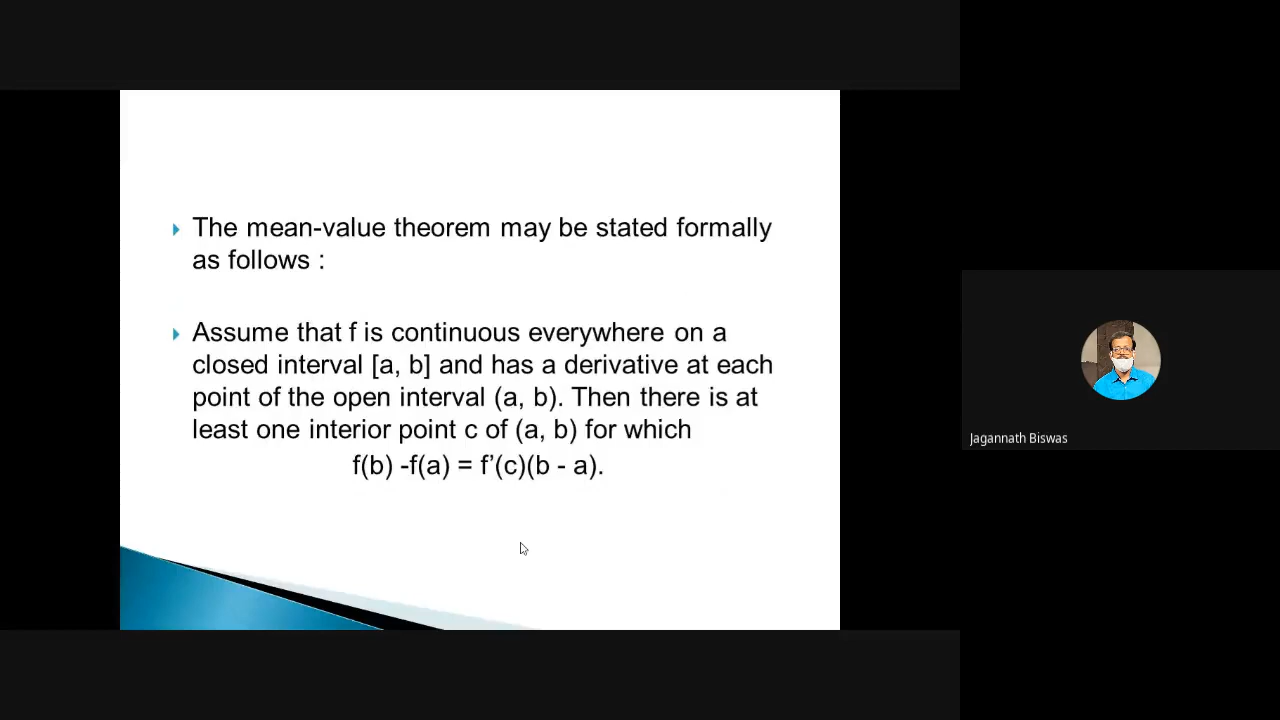 The mean-value theorem may be stated formally
as follows :
Assume that f is continuous everywhere on a
closed interval [a, b] and has a derivative at each
point of the open interval (a, b). Then there is at
least one interior point c of (a, b) for which
f(b) -f(a) = f’(c)(b - a).
Jagannath Biswas